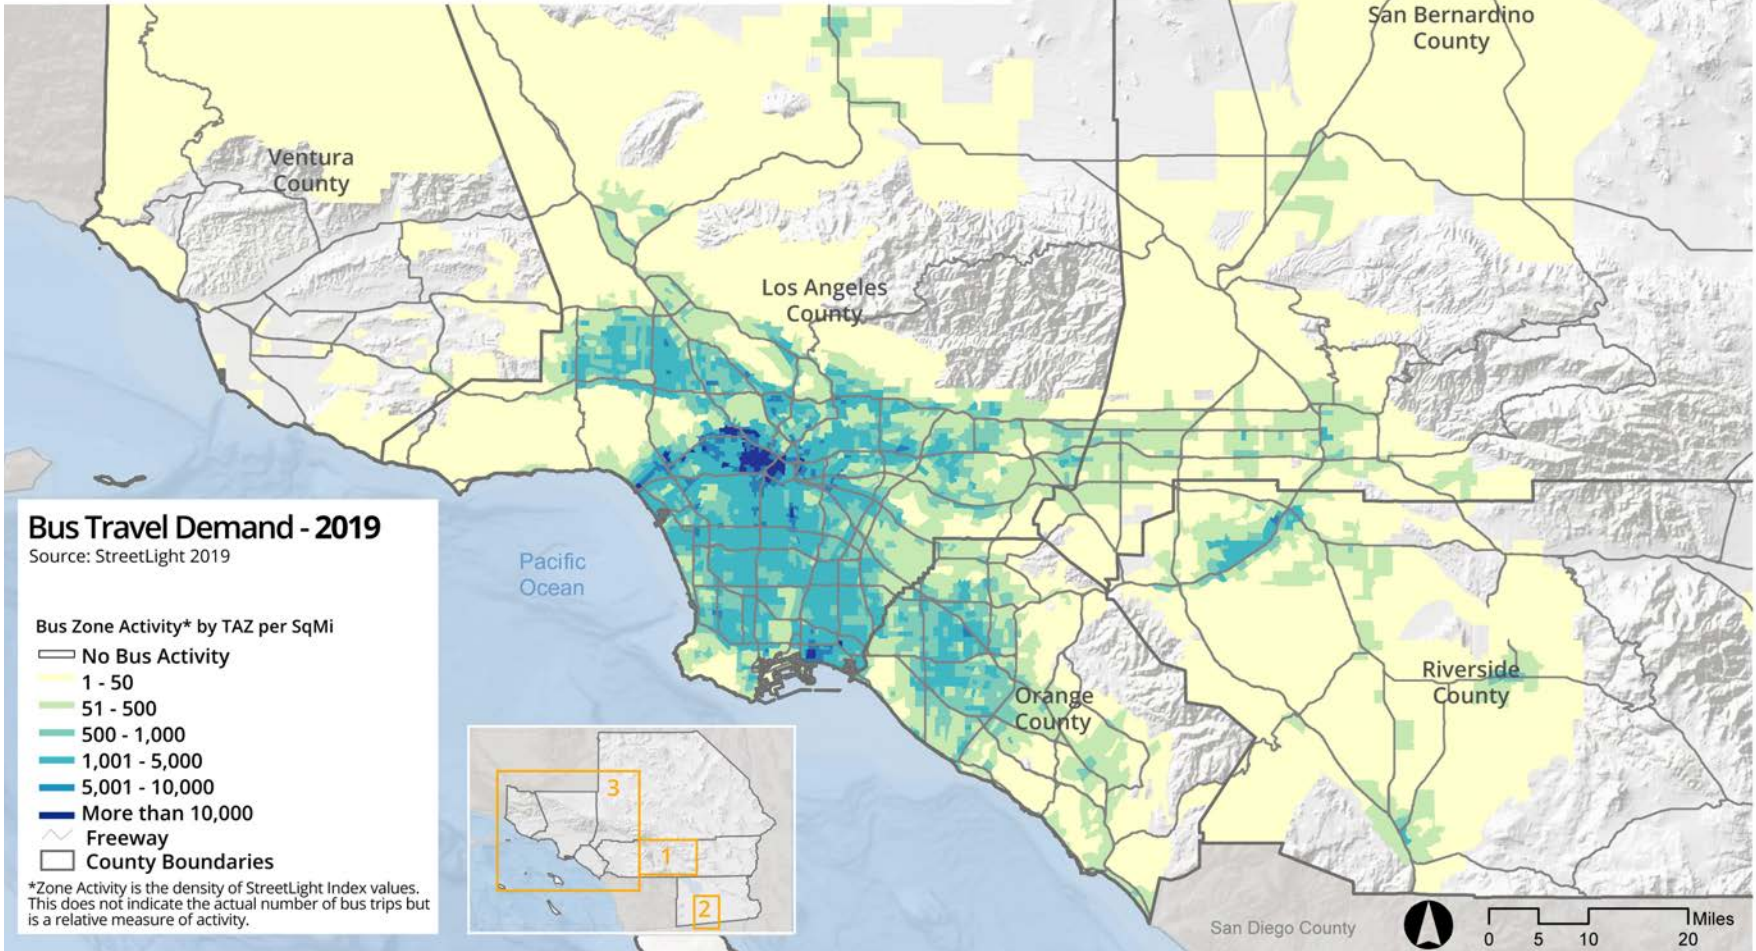 San Bernardino
County
Ventura
County
Los Angeles
County
Bus Travel Demand - 2019
Source: StreetLight 2019
Pacific
Ocean
Bus Zone Activity* by TAZ per SqMi
No Bus Activity
1 - 50
51 - 500
500 - 1,000
1,001 - 5,000
5,001 - 10,000
More than 10,000
Freeway
County Boundaries
*Zone Activity is the density of StreetLight Index values.
This does not indicate the actual number of bus trips but
is a relative measure of activity.
Riverside
County
Orange
County
3
1
2
San Diego County
Miles
0 5 10 20